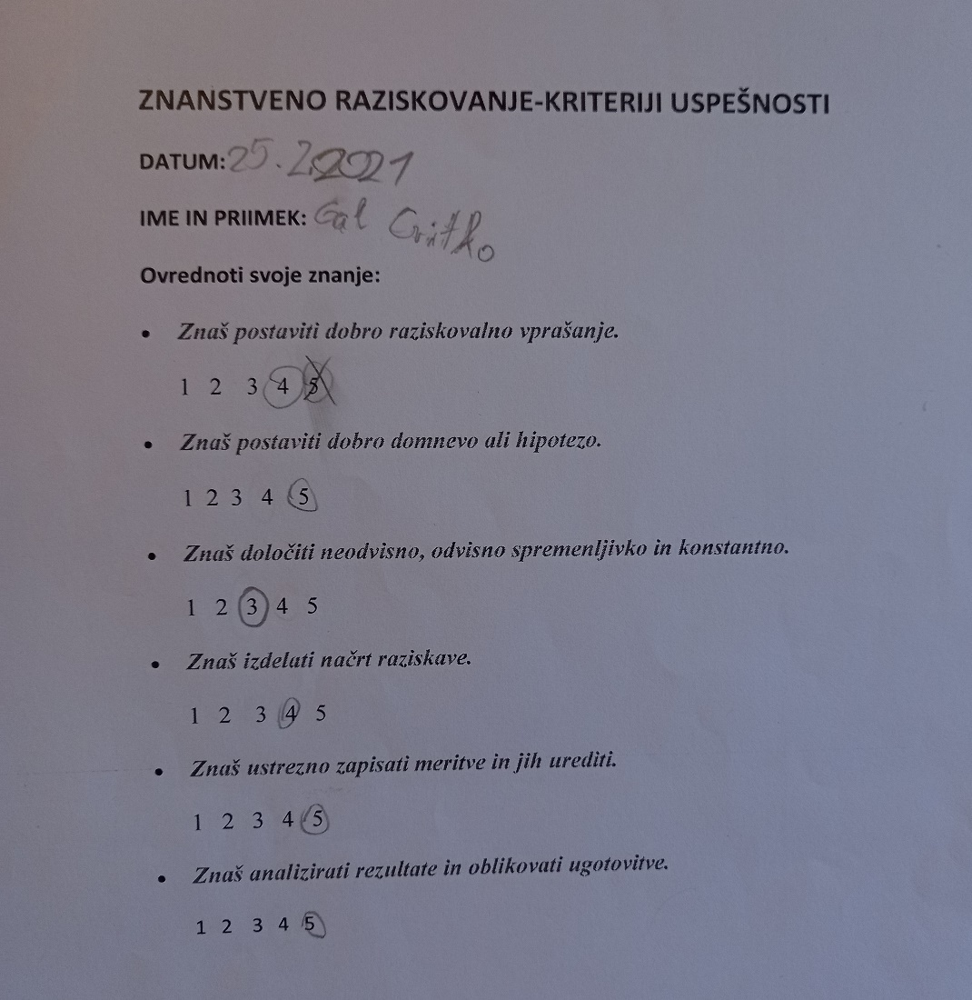 ZNANSTVENO RAZISKOVANJE-KRITERIJI USPEŠNOSTI
DATUM: 25.2.2021
IME IN PRIIMEK: Gal
Ovrednoti svoje znanje:
• Znaš postaviti dobro raziskovalno vprašanje.
1 2 3 4 5
• Znaš postaviti dobro domnevo ali hipotezo.
1 2 3 4 5
• Znaš določiti neodvisno, odvisno spremenljivko in konstantno.
1 2 3 4 5
• Znaš izdelati načrt raziskave.
1 2 3 4 5
• Znaš ustrezno zapisati meritve in jih urediti.
1 2 3 4 5
• Znaš analizirati rezultate in oblikovati ugotovitve.
1 2 3 4 5